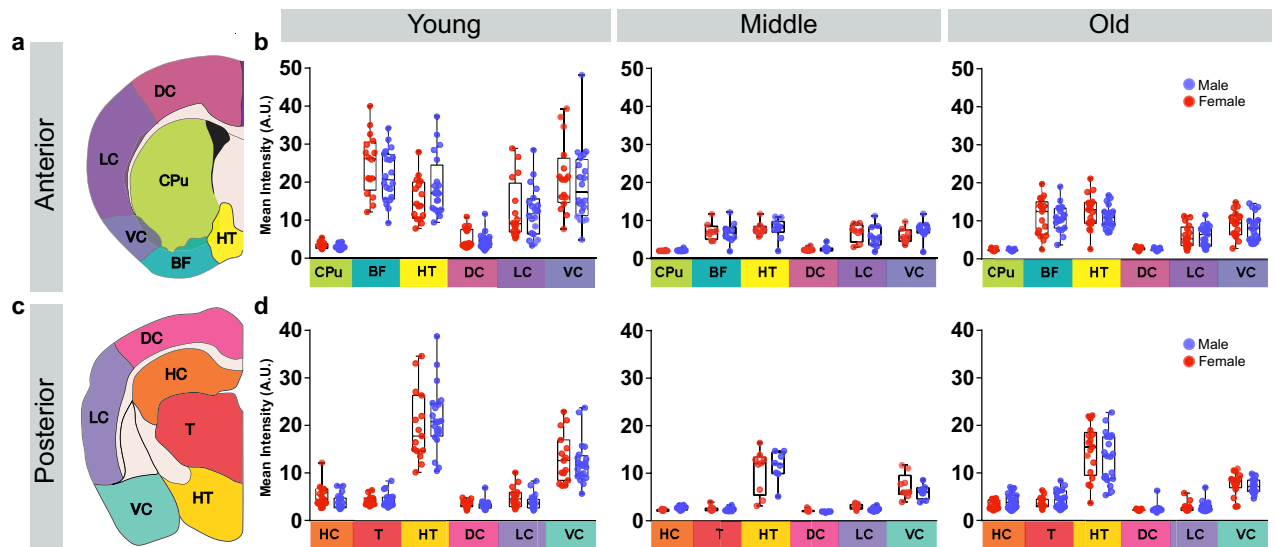 Young Middle Old
a
Anterior
DC
LC
CPu
VC
BF
HT
b
Mean Intensity (A.U.)
50
40
30
20
10
0
CPu BF HT DC LC VC
50
40
30
20
10
0
CPu BF HT DC LC VC
50
40
30
20
10
0
CPu BF HT DC LC VC
Male
Female
c
Posterior
DC
HC
LC
T
VC
HT
d
Mean Intensity (A.U.)
40
30
20
10
0
HC T HT DC LC VC
40
30
20
10
0
HC T HT DC LC VC
40
30
20
10
0
HC T HT DC LC VC
Male
Female